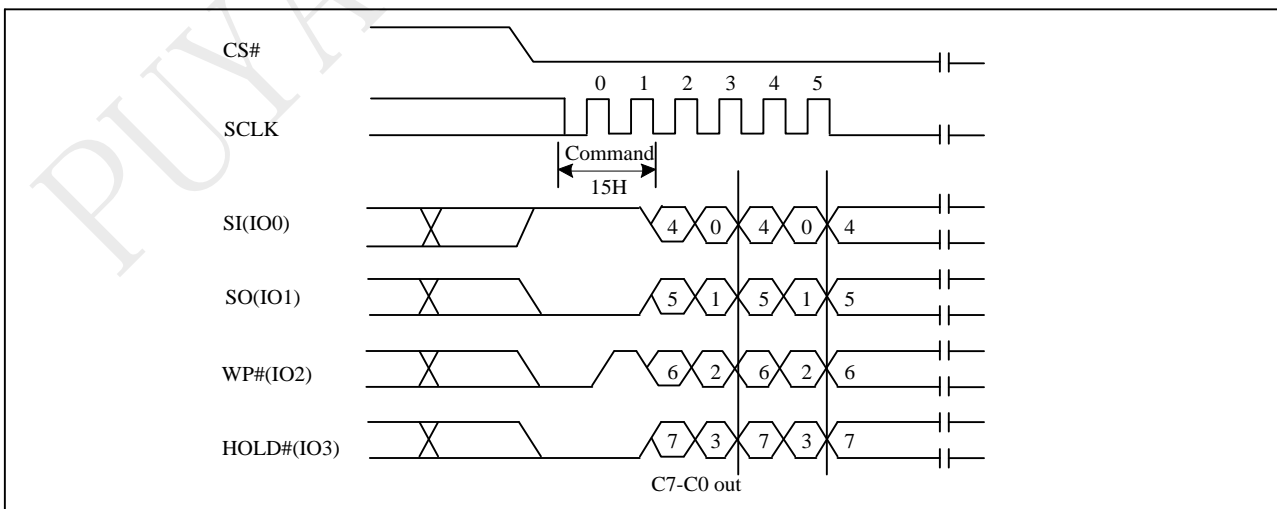 PUYA
CS#
0 1 2 3 4 5
SCLK
Command
15H
SI(IO0) 4 0 4 0 4
SO(IO1) 5 1 5 1 5
WP#(IO2) 6 2 6 2 6
HOLD#(IO3) 7 3 7 3 7
C7-C0 out